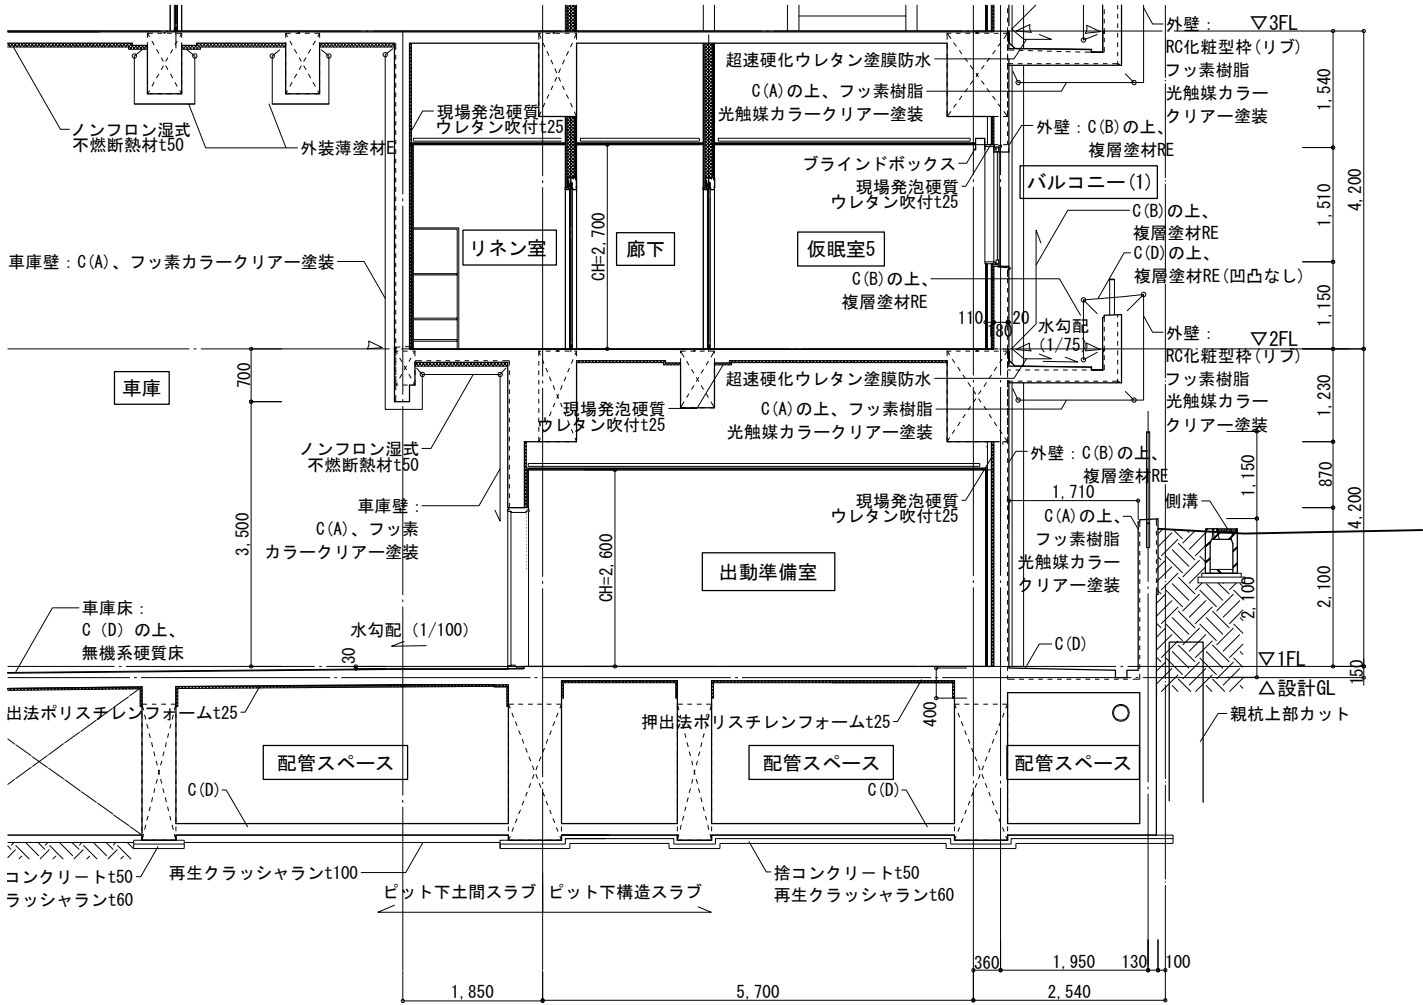 外壁：
▽3FL
RC化粧型枠(リブ)
フッ素樹脂
光触媒カラー
クリアー塗装
1,540
超速硬化ウレタン塗膜防水
C(A)の上、フッ素樹脂
光触媒カラークリアー塗装
現場発泡硬質
ウレタン吹付t25
ノンフロン湿式
不燃断熱材t50
外装薄塗材E
外壁：C(B)の上、
複層塗材RE
ブラインドボックス
現場発泡硬質
ウレタン吹付t25
バルコニー(1)
1,510
4,200
C(B)の上、
複層塗材RE
C(D)の上、
複層塗材RE(凹凸なし)
リネン室
CH=2,700
廊下
仮眠室5
車庫壁：C(A)、フッ素カラークリアー塗装
C(B)の上、
複層塗材RE
1,150
110
180
20
水勾配
(1/75)
外壁：
▽2FL
RC化粧型枠(リブ)
フッ素樹脂
光触媒カラー
クリアー塗装
1,230
車庫
700
超速硬化ウレタン塗膜防水
C(A)の上、フッ素樹脂
光触媒カラークリアー塗装
現場発泡硬質
ウレタン吹付t25
ノンフロン湿式
不燃断熱材t50
外壁：C(B)の上、
複層塗材RE
1,150
870
4,200
1,710
側溝
車庫壁：
C(A)、フッ素
カラークリアー塗装
3,500
現場発泡硬質
ウレタン吹付t25
C(A)の上、
フッ素樹脂
光触媒カラー
クリアー塗装
CH=2,600
出動準備室
2,100
2,100
車庫床：
C(D)の上、
無機系硬質床
水勾配(1/100)
30
C(D)
▽1FL
150
△設計GL
出法ポリスチレンフォームt25
押出法ポリスチレンフォームt25
400
親杭上部カット
配管スペース
配管スペース
配管スペース
C(D)
C(D)
コンクリートt50
ラッシャランt60
再生クラッシャランt100
ピット下土間スラブ
ピット下構造スラブ
捨コンクリートt50
再生クラッシャランt60
360
1,950
130
100
1,850
5,700
2,540